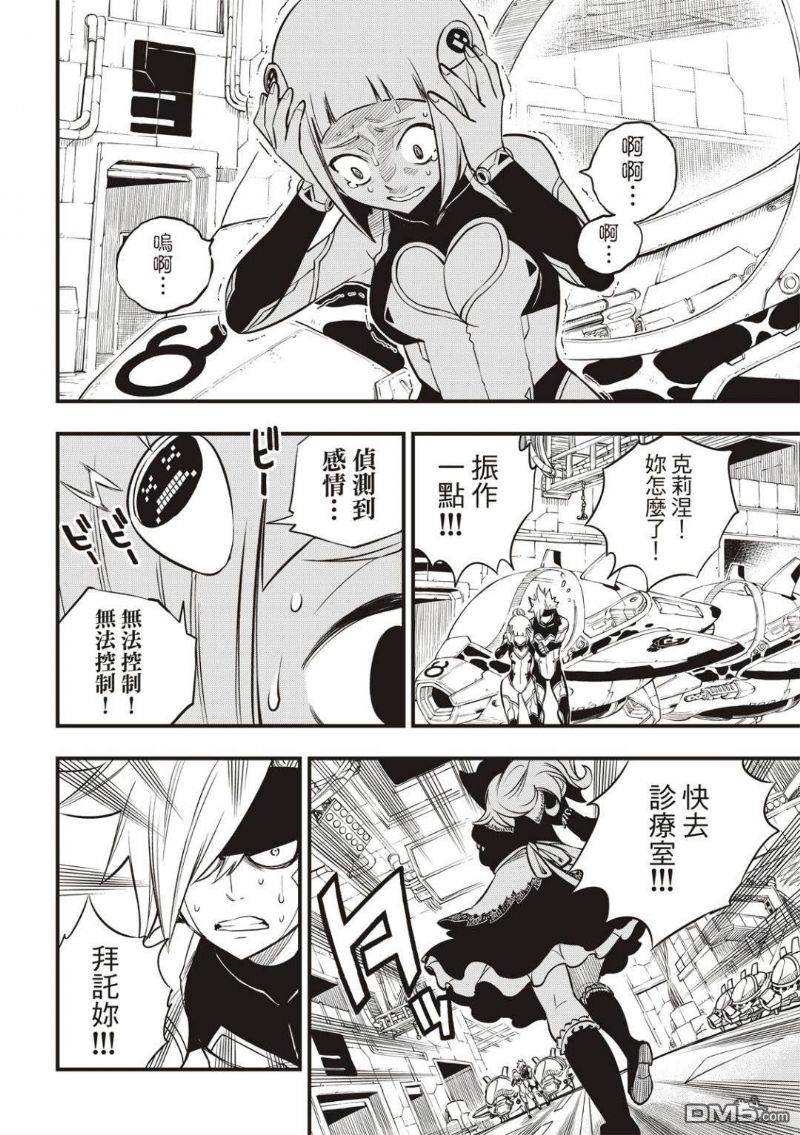 啊啊…
啊…
嗚啊…
3
克莉涅！
妳怎麼了！
振作
一點!!!
偵測到
感情…
ビー
ビー
無法控制！
無法控制！
快去
診療室!!!
トッ
拜託妳!!!
DM5.com